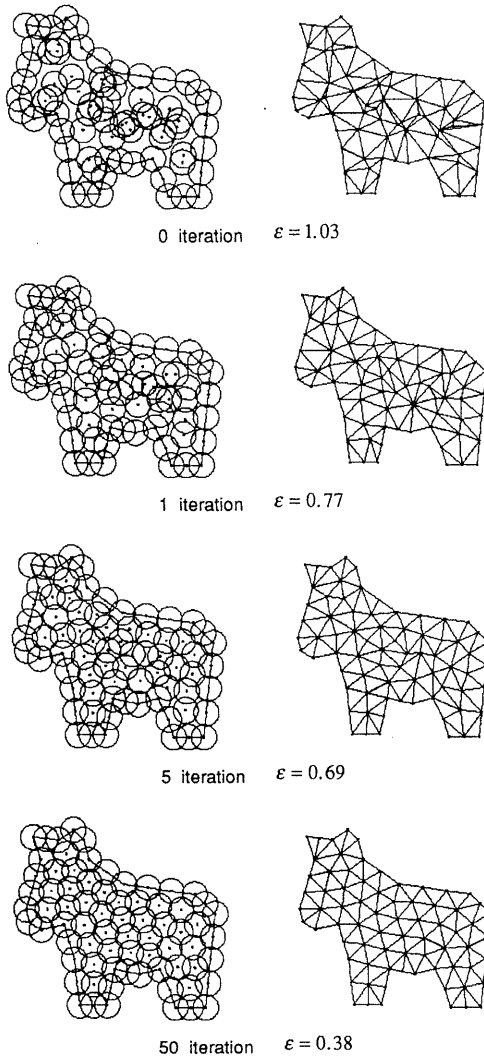 0 iteration ε = 1.03
1 iteration ε = 0.77
5 iteration ε = 0.69
50 iteration ε = 0.38